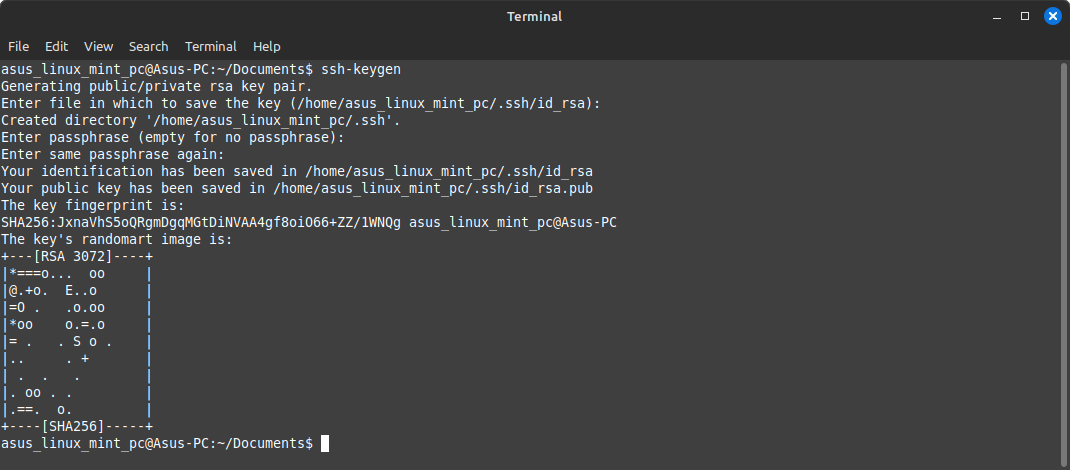 Terminal
File Edit View Search Terminal Help
asus_linux_mint_pc@Asus-PC:~/Documents$ ssh-keygen
Generating public/private rsa key pair.
Enter file in which to save the key (/home/asus_linux_mint_pc/.ssh/id_rsa):
Created directory '/home/asus_linux_mint_pc/.ssh'.
Enter passphrase (empty for no passphrase):
Enter same passphrase again:
Your identification has been saved in /home/asus_linux_mint_pc/.ssh/id_rsa
Your public key has been saved in /home/asus_linux_mint_pc/.ssh/id_rsa.pub
The key fingerprint is:
SHA256:JxnaVhS5oQRgmDgqMGtDiNVAA4gf8oiO66+ZZ/1WNQg asus_linux_mint_pc@Asus-PC
The key's randomart image is:
+---[RSA 3072]----+
|*===o...  oo     |
|@.+o.  E..o      |
|=O .   .o.oo     |
|*oo    o.=.o     |
|= .   . S o .    |
|..     . +       |
| .  .   .        |
|. oo . .         |
|.==.  o.         |
+----[SHA256]-----+
asus_linux_mint_pc@Asus-PC:~/Documents$